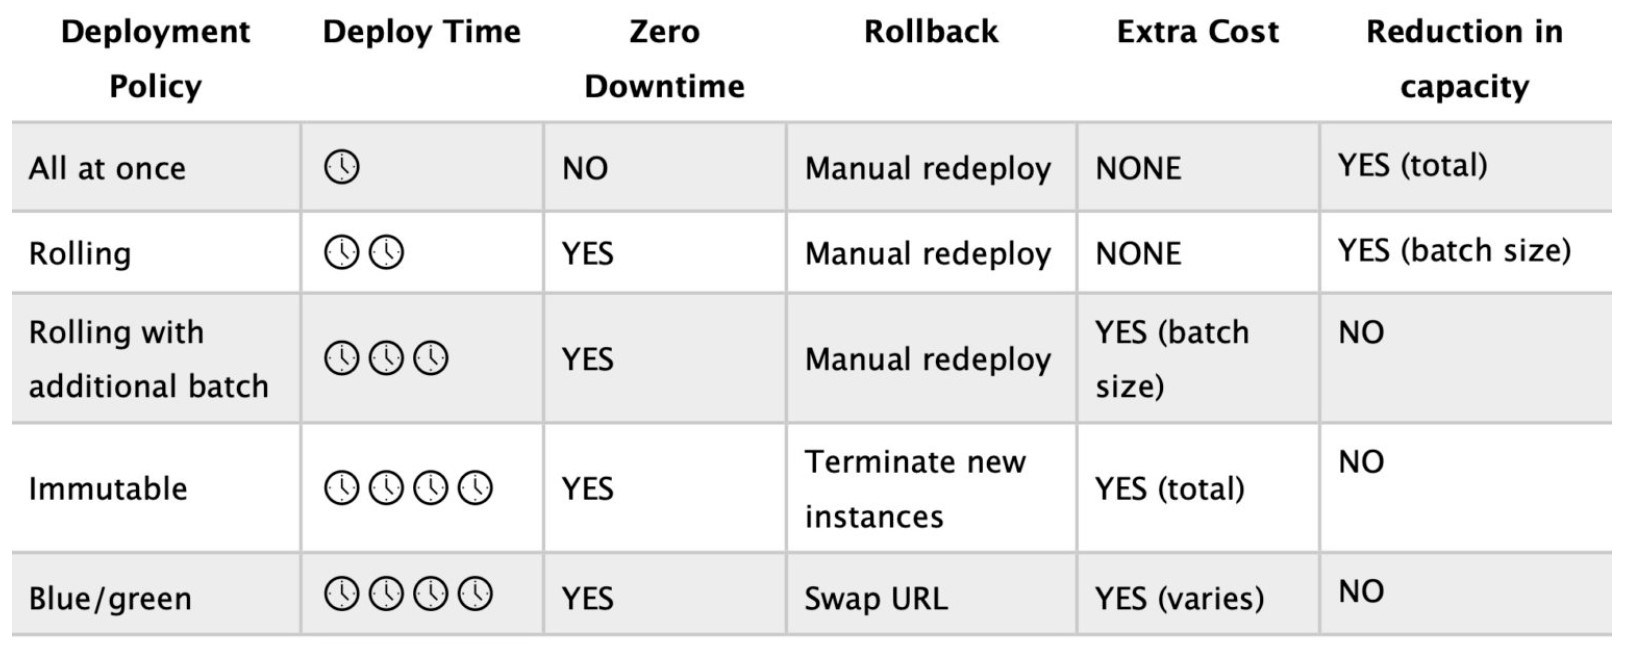 Deployment Policy | Deploy Time | Zero Downtime | Rollback | Extra Cost | Reduction in capacity
All at once | NO | Manual redeploy | NONE | YES (total)
Rolling | YES | Manual redeploy | NONE | YES (batch size)
Rolling with additional batch | YES | Manual redeploy | YES (batch size) | NO
Immutable | YES | Terminate new instances | YES (total) | NO
Blue/green | YES | Swap URL | YES (varies) | NO